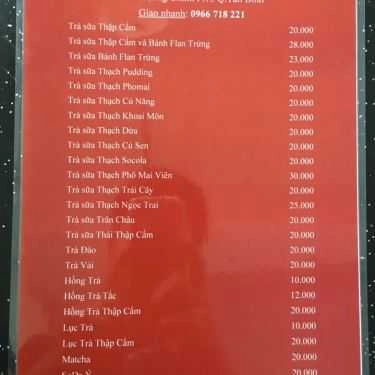 Giao nhanh: 0966 718 221
Trà sữa Thập Cẩm 20.000
Trà sữa Thập Cẩm và Bánh Flan Trứng 28.000
Trà sữa Bánh Flan Trứng 23.000
Trà sữa Thạch Pudding 20.000
Trà sữa Thạch Phomai 20.000
Trà sữa Thạch Củ Năng 20.000
Trà sữa Thạch Khoai Môn 20.000
Trà sữa Thạch Dừa 20.000
Trà sữa Thạch Củ Sen 20.000
Trà sữa Thạch Socola 20.000
Trà sữa Thạch Phô Mai Viên 30.000
Trà sữa Thạch Trái Cây 20.000
Trà sữa Thạch Ngọc Trai 25.000
Trà sữa Trân Châu 20.000
Trà sữa Thái Thập Cẩm 20.000
Trà Đào 20.000
Trà Vải 20.000
Hồng Trà 10.000
Hồng Trà Tắc 12.000
Hồng Trà Thập Cẩm 20.000
Lục Trà 10.000
Lục Trà Thập Cẩm 20.000
Matcha 20.000
20.000